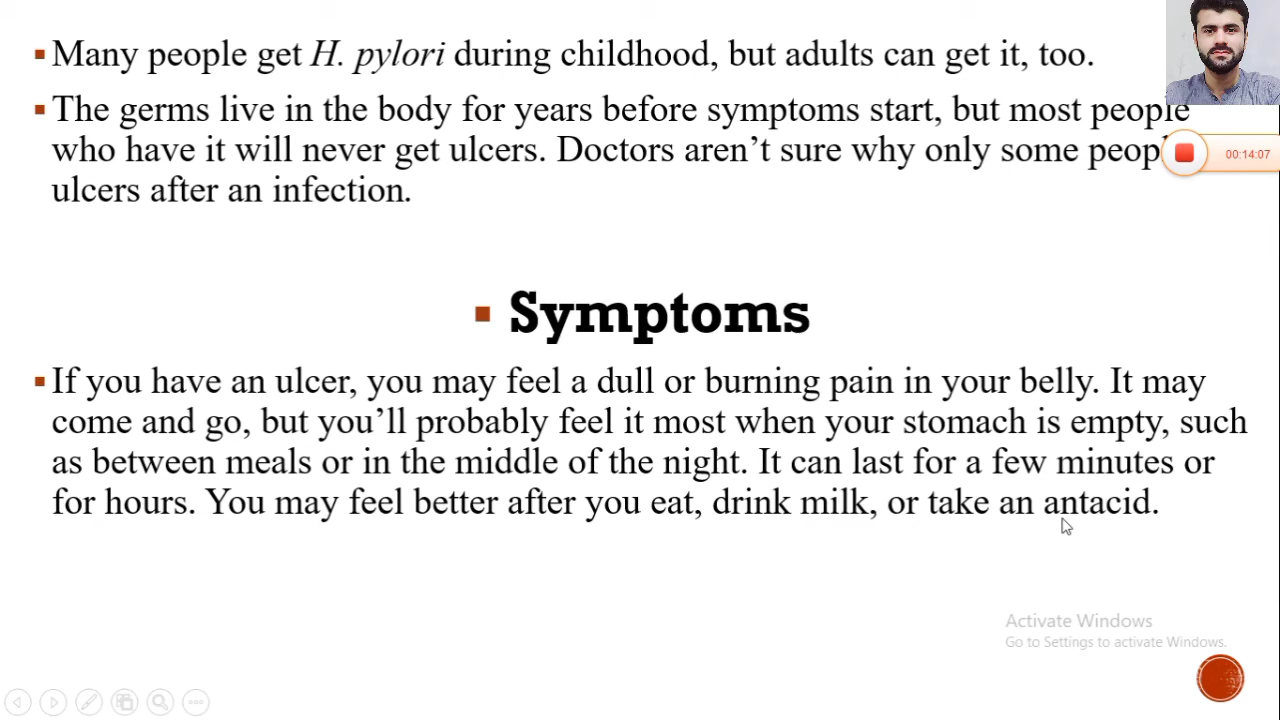 ▪Many people get H. pylori during childhood, but adults can get it, too.
▪The germs live in the body for years before symptoms start, but most people
who have it will never get ulcers. Doctors aren't sure why only some
ulcers after an infection.
00:14:07
▪ Symptoms
▪If you have an ulcer, you may feel a dull or burning pain in your belly. It may
come and go, but you'll probably feel it most when your stomach is empty, such
as between meals or in the middle of the night. It can last for a few minutes or
for hours. You may feel better after you eat, drink milk, or take an antacid.
Activate Windows
Go to Settings to activate Windows.